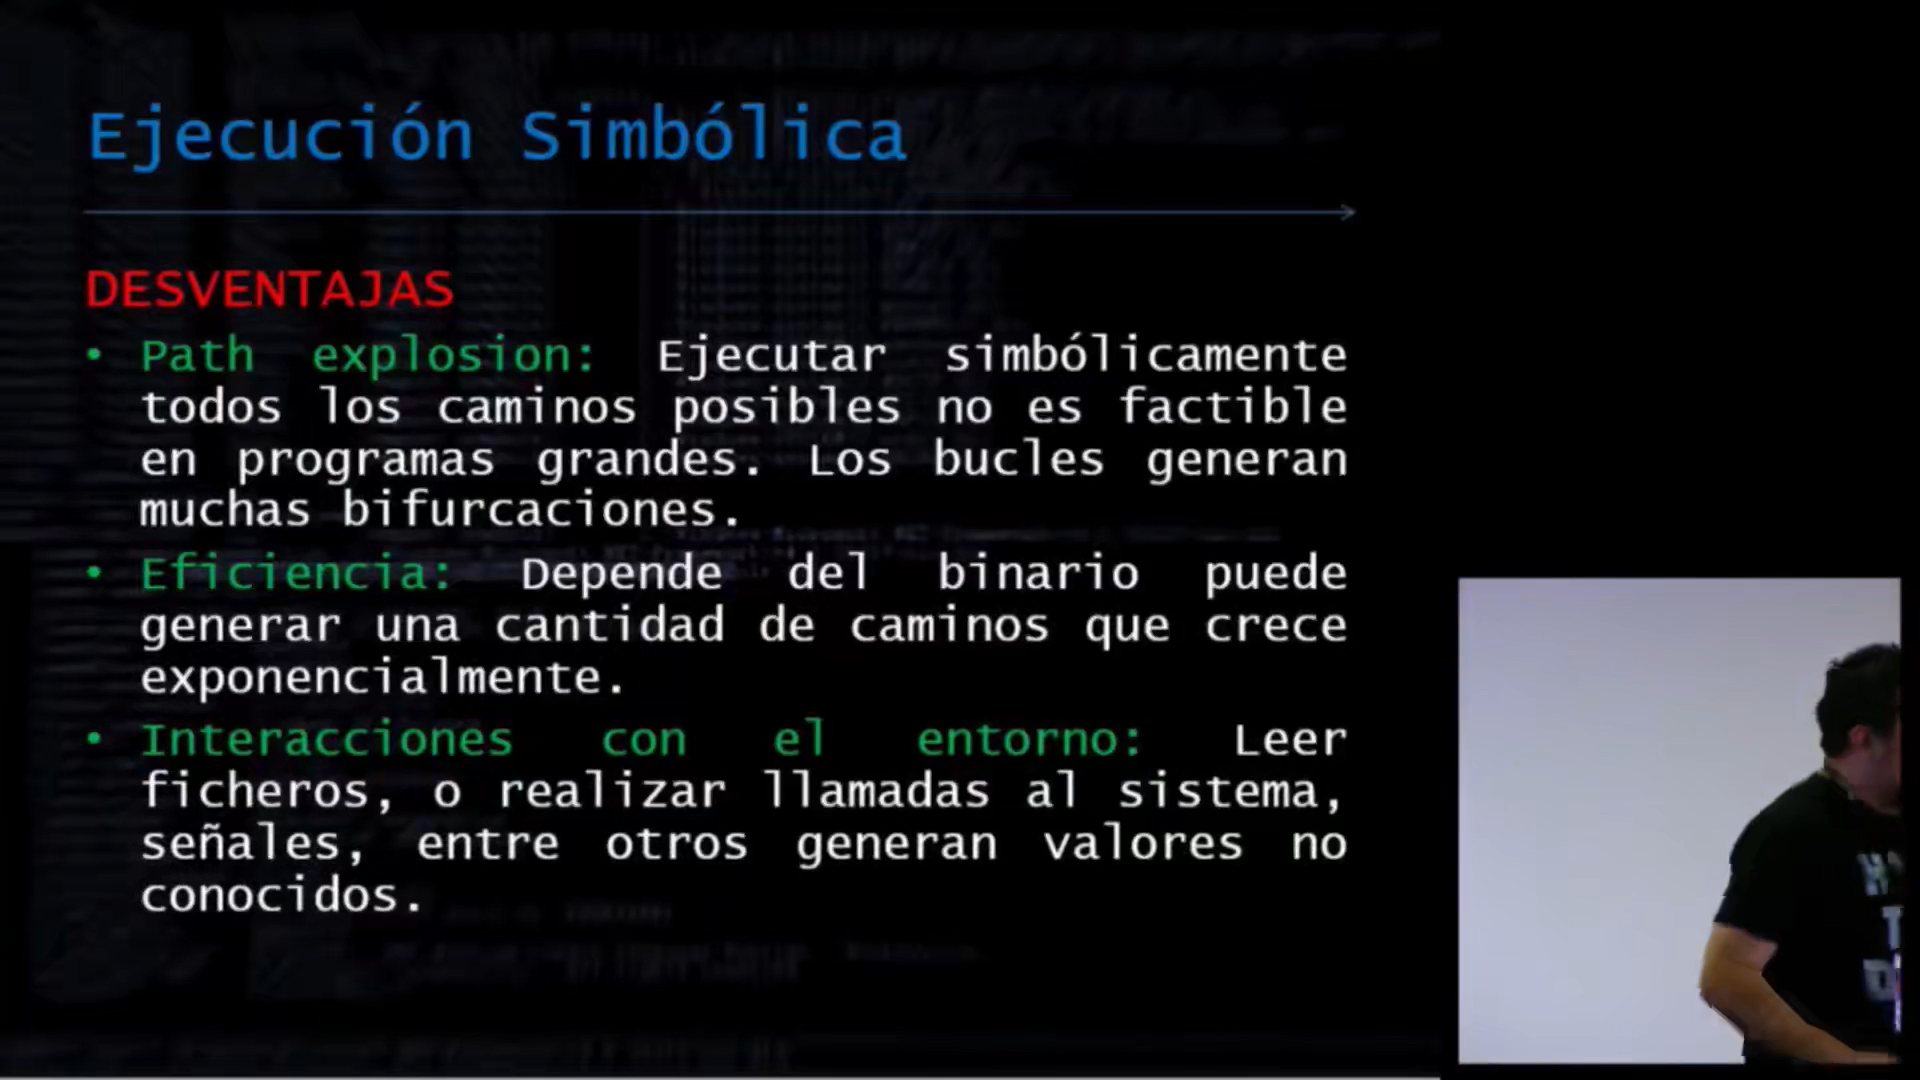 Ejecución Simbólica
DESVENTAJAS
• Path explosion: Ejecutar simbólicamente
todos los caminos posibles no es factible
en programas grandes. Los bucles generan
muchas bifurcaciones.
• Eficiencia: Depende del binario puede
generar una cantidad de caminos que crece
exponencialmente.
• Interacciones con el entorno: Leer
ficheros, o realizar llamadas al sistema,
señales, entre otros generan valores no
conocidos.